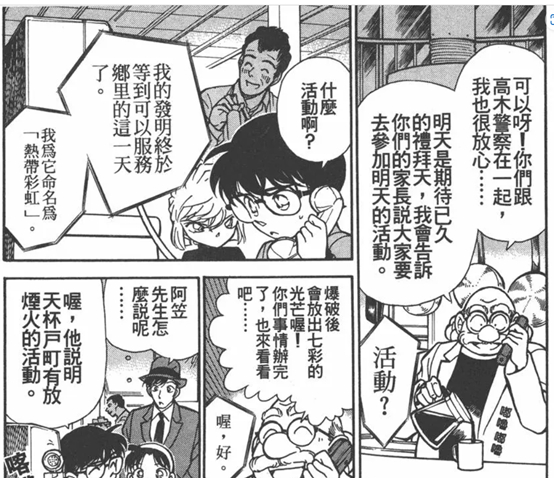 可以呀！你們跟
高木警察在一起，
我也很放心……
明天是期待已久
的禮拜天，我會告訴
你們的家長說大家要
去參加明天的活動。
活動？
嘟嚕嘟嚕
什麼
活動啊？
我的發明終於
等到可以服務
鄉里的這一天
了。
我為它命名為
「熱帶彩虹」。
爆破後
會放出七彩的
光芒喔！
你們事情辦完
了，也來看看
吧……
喔，好。
阿笠
先生怎
麼說呢
……
喔，他說明
天杯戶町有放
煙火的活動。
喀